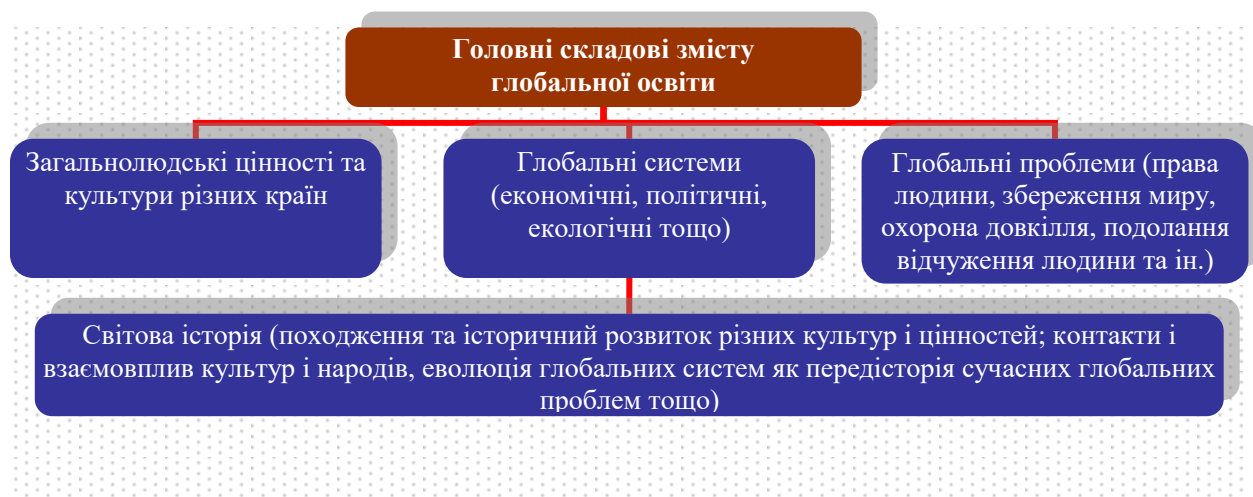 Головні складові змісту
глобальної освіти
Загальнолюдські цінності та
культури різних країн
Глобальні системи
(економічні, політичні,
екологічні тощо)
Глобальні проблеми (права
людини, збереження миру,
охорона довкілля, подолання
відчуження людини та ін.)
Світова історія (походження та історичний розвиток різних культур і цінностей; контакти і
взаємовплив культур і народів, еволюція глобальних систем як передісторія сучасних глобальних
проблем тощо)